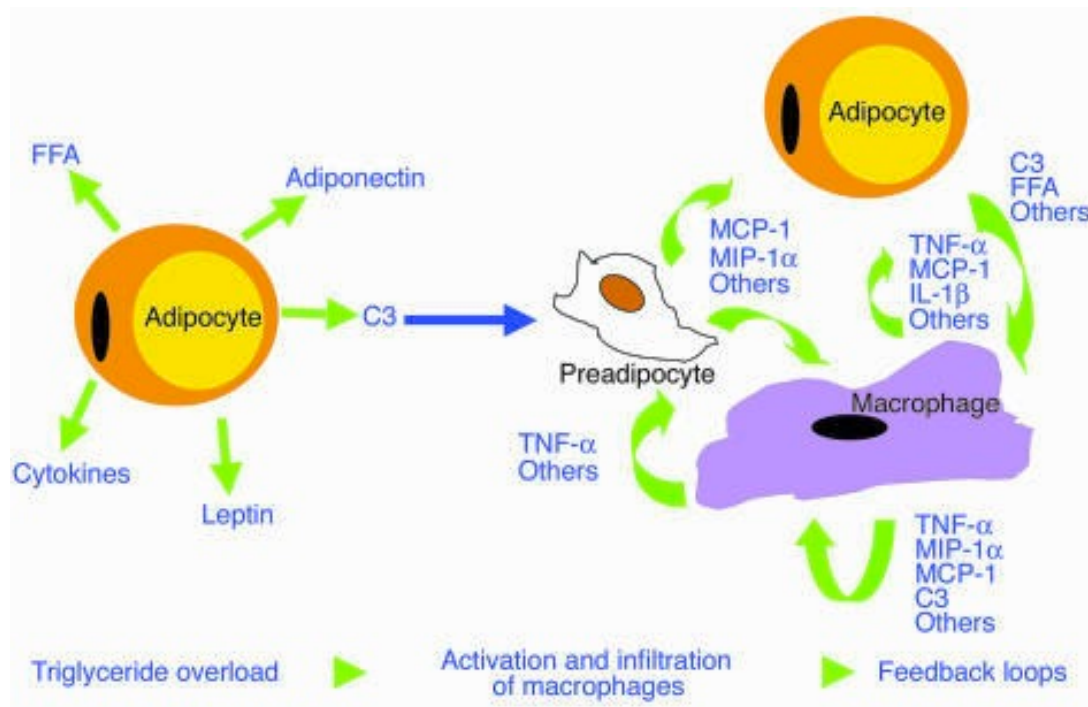 FFA
Adiponectin
Adipocyte
C3
Cytokines
Leptin
Adipocyte
MCP-1
MIP-1α
Others
Preadipocyte
C3
FFA
Others
TNF-α
MCP-1
IL-1β
Others
Macrophage
TNF-α
Others
TNF-α
MIP-1α
MCP-1
C3
Others
Triglyceride overload
Activation and infiltration
of macrophages
Feedback loops